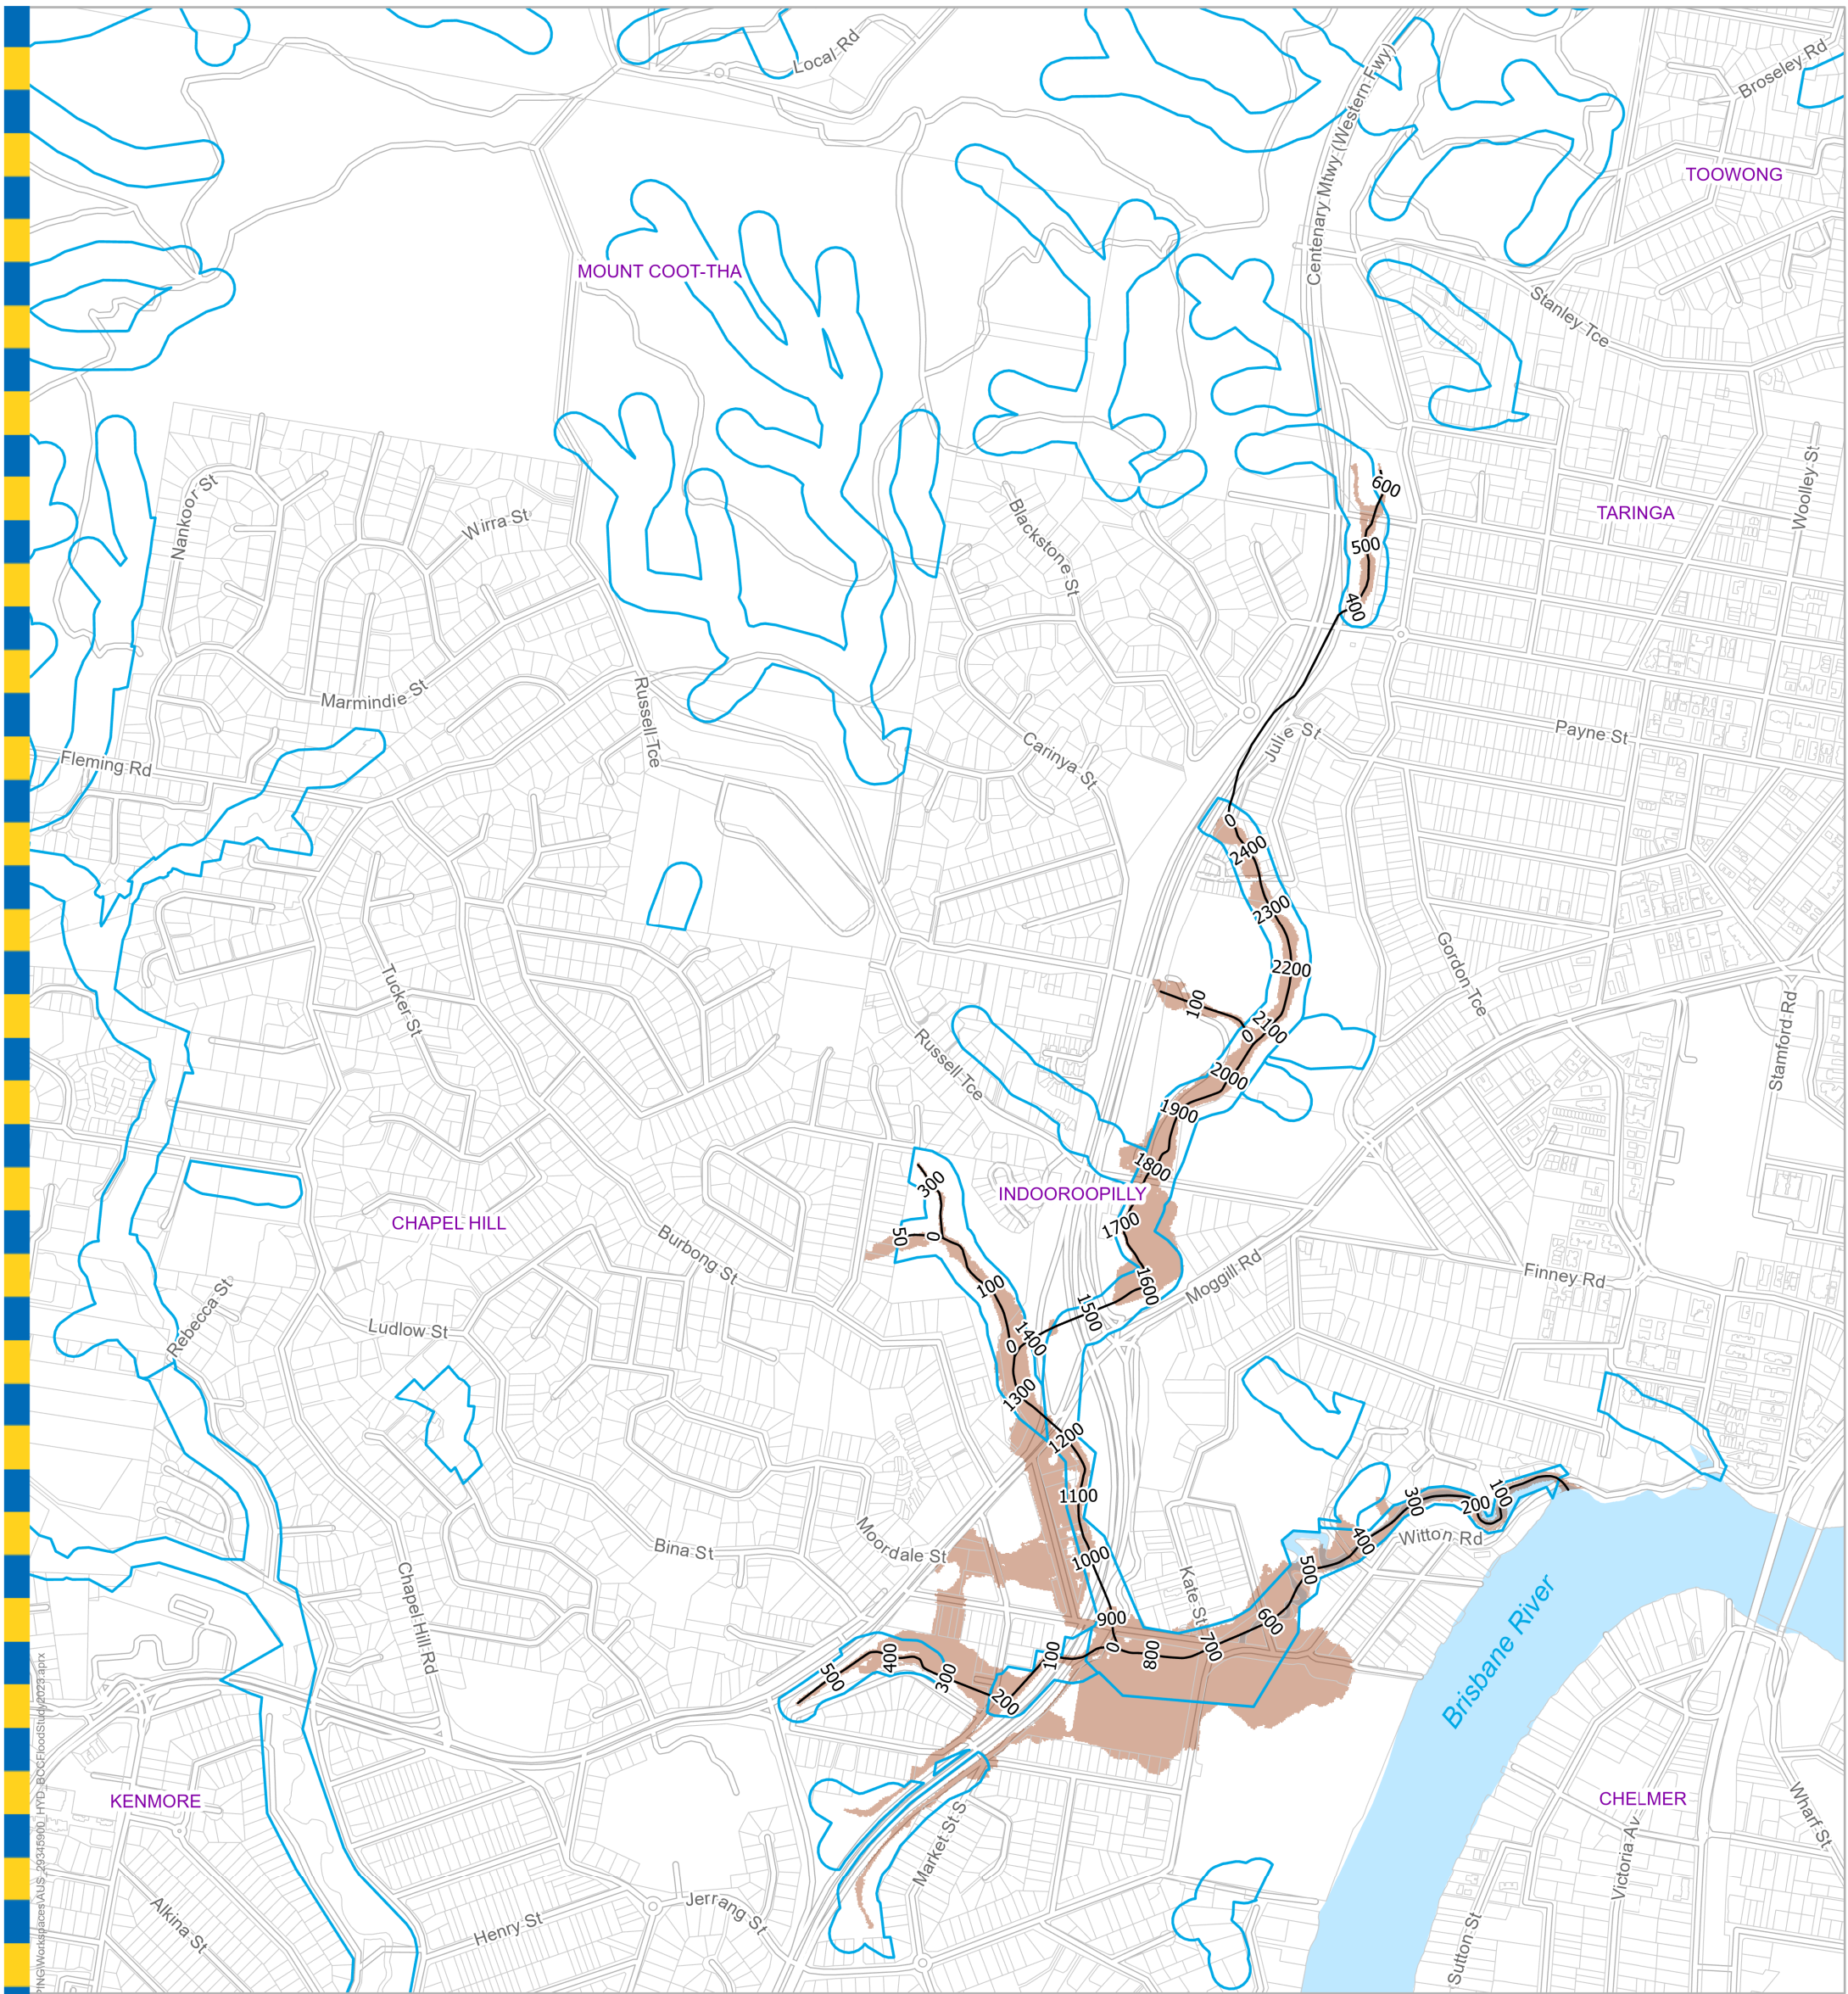 Local Rd
Broseley Rd
Centenary Mtwy (Western Fwy)
TOOWONG
MOUNT COOT-THA
Stanley Tce
Nankoor St
Wirra St
Blackstone St
Woolley St
TARINGA
600
500
400
Marmindie St
Russell Tce
Fleming Rd
Carinya St
Julie St
Payne St
0
2400
2300
Gordon Tce
2200
Tucker St
100
2100
0
Stamford Rd
Russell Tce
2000
1900
1800
300
INDOOROOPILLY
CHAPEL HILL
1700
50
0
Burbong St
Moggill Rd
Finney Rd
100
1600
1500
Rebecca St
Ludlow St
1400
0
1300
1200
1100
300
200
100
Witton Rd
400
Bina St
Moordale St
1000
500
Chapel Hill Rd
Kate St
Brisbane River
900
600
700
0
800
100
400
500
300
200
KENMORE
CHELMER
Wharf St
Victoria Av
Market St S
Alkina St
Henry St
Jerrang St
Sutton St
PING\Workspaces\AUS_29345900_HYD_BCCFloodStudy2023.aprx